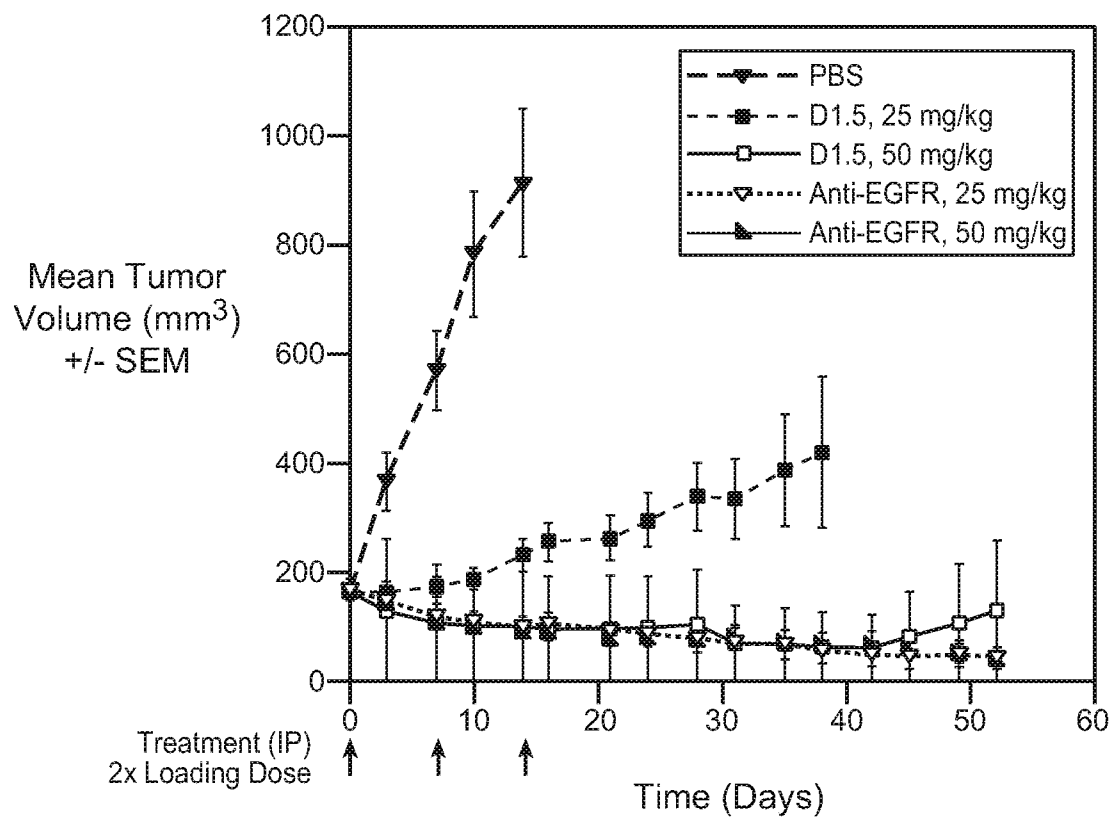 1200
1000
800
600
400
200
0
Mean Tumor
Volume (mm3)
+/- SEM
PBS
D1.5, 25 mg/kg
D1.5, 50 mg/kg
Anti-EGFR, 25 mg/kg
Anti-EGFR, 50 mg/kg
0 10 20 30 40 50 60
Treatment (IP)
2x Loading Dose
Time (Days)